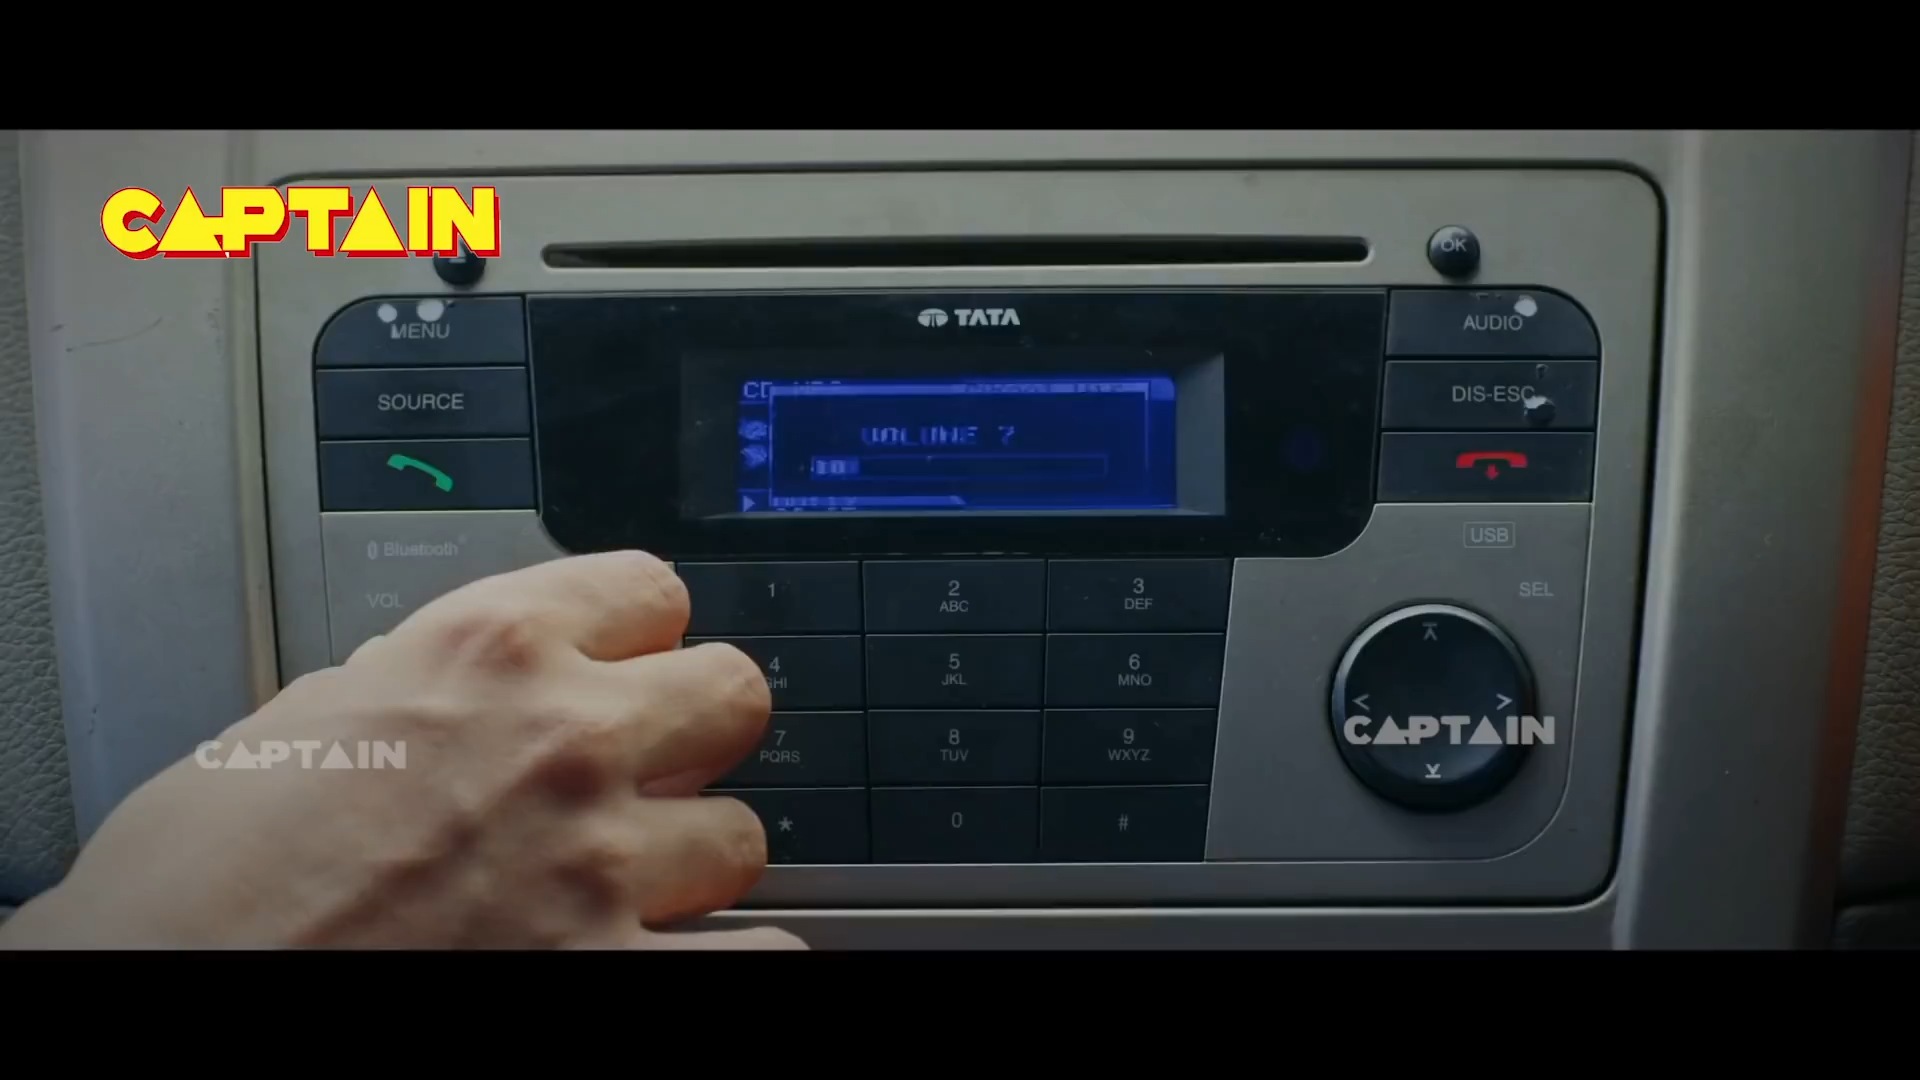 CAPTAIN
OK
TATA
MENU
AUDIO
SOURCE
DIS-ESC
VOLUME 7
Bluetooth
USB
VOL
SEL
1
2
ABC
3
DEF
4
GHI
5
JKL
6
MNO
7
PQRS
8
TUV
9
WXYZ
*
0
#
CAPTAIN
CAPTAIN